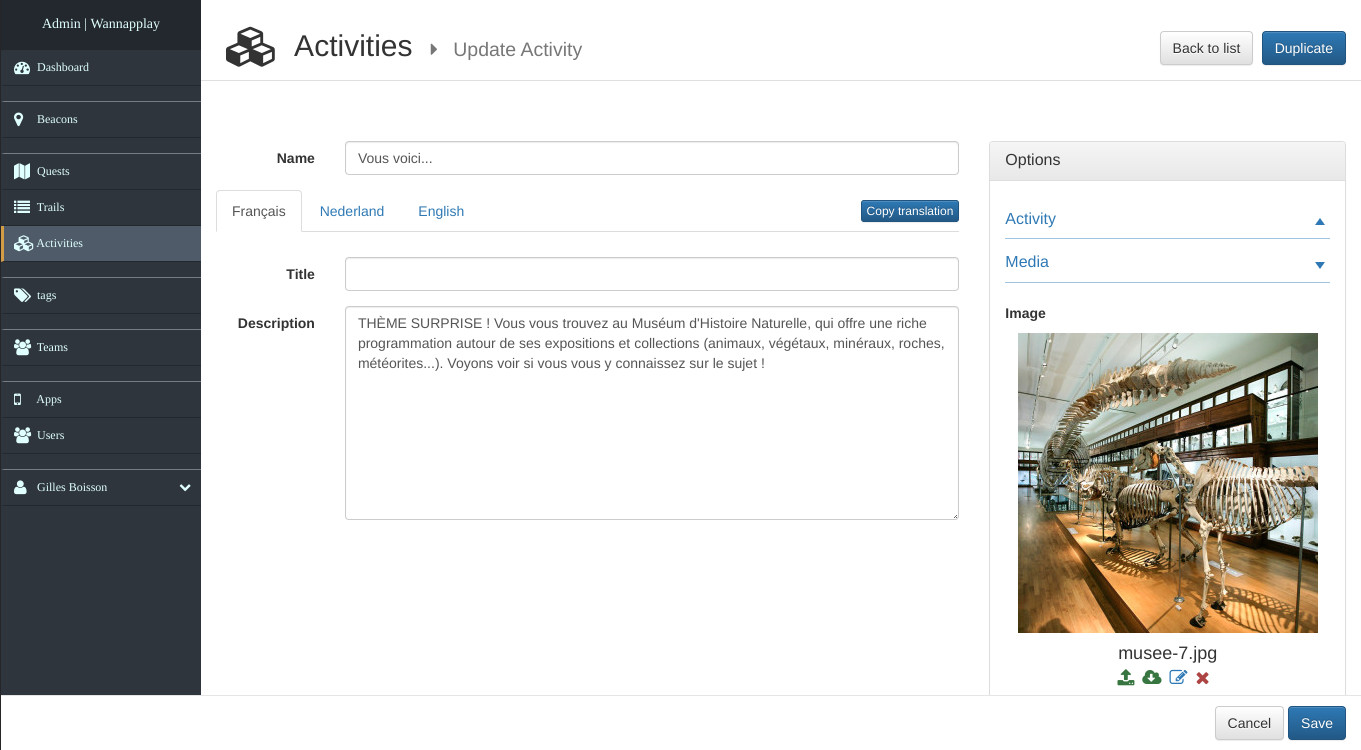 Admin | Wannapplay
Dashboard
Beacons
Quests
Trails
Activities
tags
Teams
Apps
Users
Gilles Boisson
Activities
Update Activity
Back to list
Duplicate
Name
Vous voici...
Français
Nederland
English
Copy translation
Title
Description
THÈME SURPRISE ! Vous vous trouvez au Muséum d'Histoire Naturelle, qui offre une riche
programmation autour de ses expositions et collections (animaux, végétaux, minéraux, roches,
météorites...). Voyons voir si vous vous y connaissez sur le sujet !
Options
Activity
Media
Image
musee-7.jpg
Cancel
Save